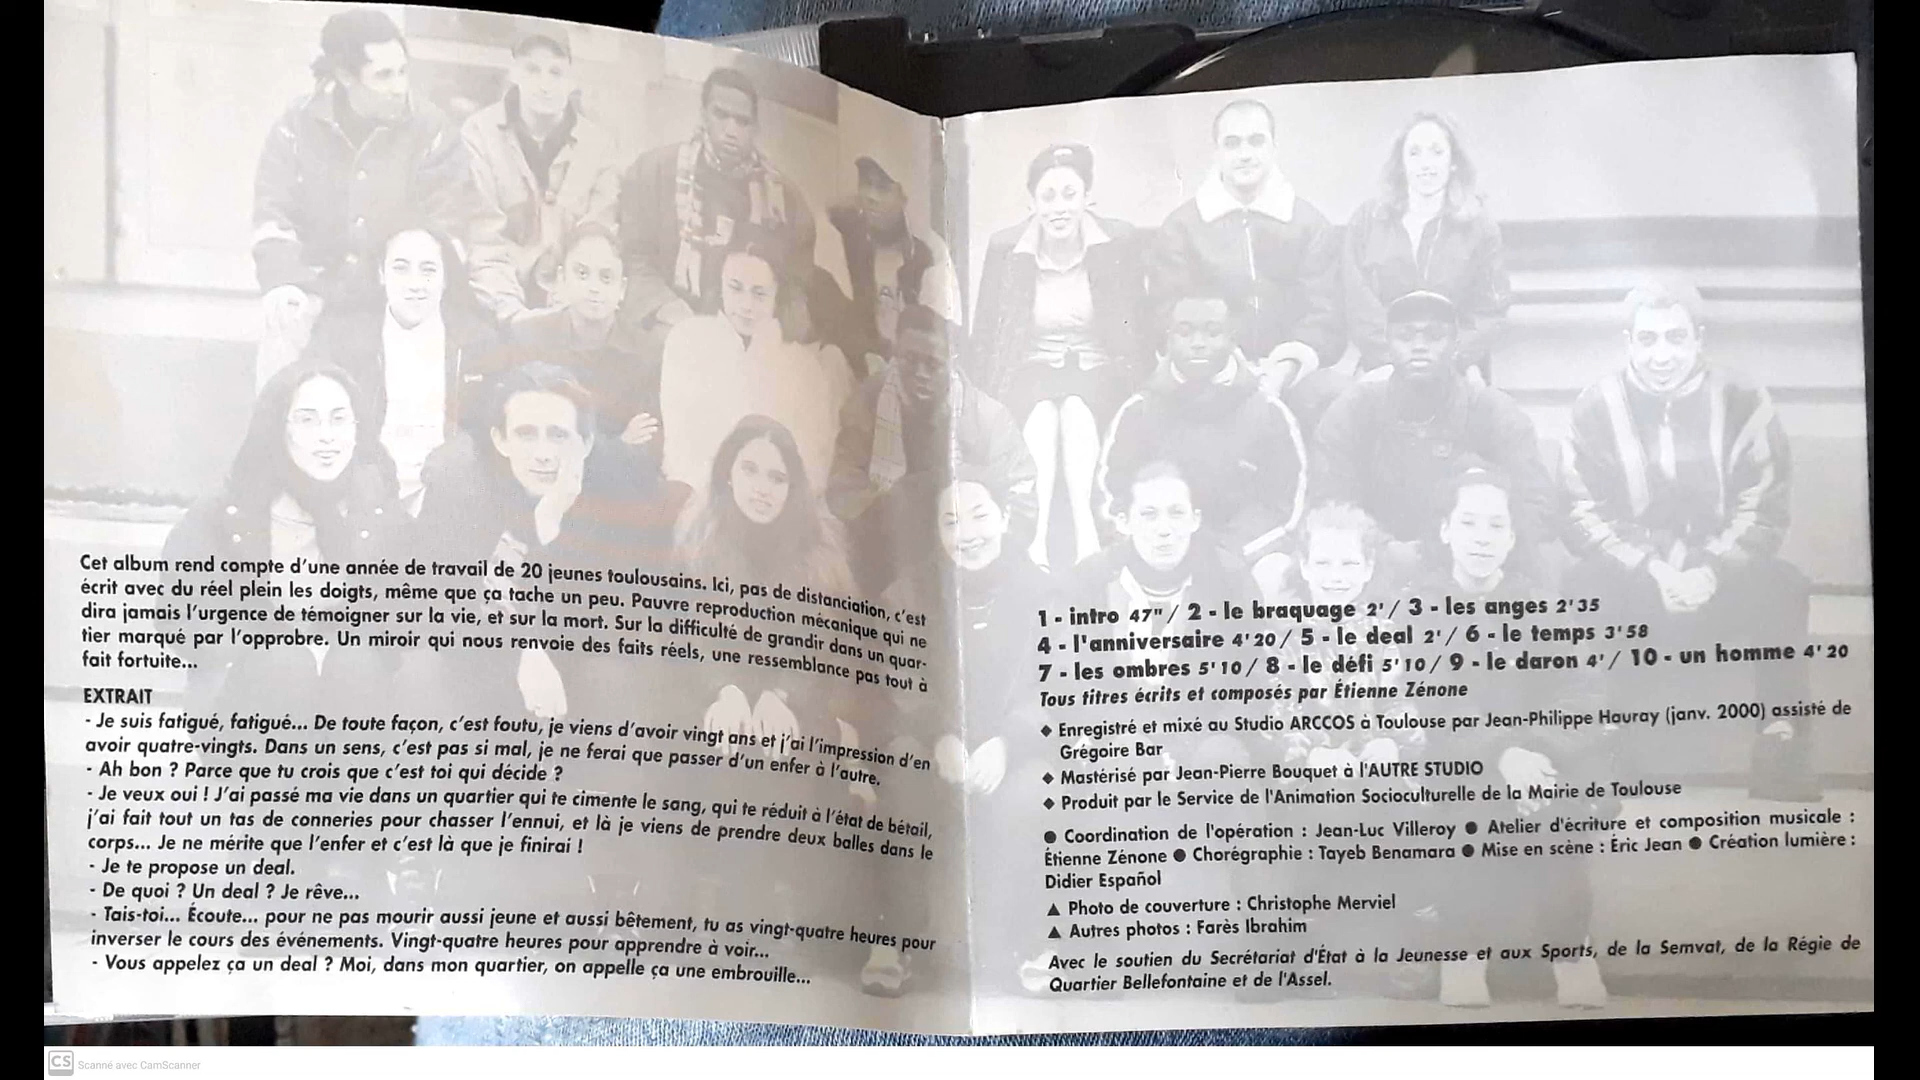 Cet album rend compte d'une année de travail de 20 jeunes toulousains. Ici, pas de distanciation, c'est
écrit avec du réel plein les doigts, même que ça tache un peu. Pauvre reproduction mécanique qui ne
dira jamais l'urgence de témoigner sur la vie, et sur la mort. Sur la difficulté de grandir dans un quar-
tier marqué par l'opprobre. Un miroir qui nous renvoie des faits réels, une ressemblance pas tout à
fait fortuite...
EXTRAIT
- Je suis fatigué, fatigué... De toute façon, c'est foutu, je viens d'avoir vingt ans et j'ai l'impression d'en
avoir quatre-vingts. Dans un sens, c'est pas si mal, je ne ferai que passer d'un enfer à l'autre.
- Ah bon ? Parce que tu crois que c'est toi qui décide ?
- Je veux oui ! J'ai passé ma vie dans un quartier qui te cimente le sang, qui te réduit à l'état de bétail,
j'ai fait tout un tas de conneries pour chasser l'ennui, et là je viens de prendre deux balles dans le
corps... Je ne mérite que l'enfer et c'est là que je finirai !
- Je te propose un deal.
- De quoi ? Un deal ? Je rêve...
- Tais-toi... Écoute... pour ne pas mourir aussi jeune et aussi bêtement, tu as vingt-quatre heures pour
inverser le cours des événements. Vingt-quatre heures pour apprendre à voir...
- Vous appelez ça un deal ? Moi, dans mon quartier, on appelle ça une embrouille...
1 - intro 47" / 2 - le braquage 2' / 3 - les anges 2'35
4 - l'anniversaire 4'20 / 5 - le deal 2' / 6 - le temps 3'58
7 - les ombres 5'10 / 8 - le défi 5'10 / 9 - le daron 4' / 10 - un homme 4'20
Tous titres écrits et composés par Étienne Zénone
◆ Enregistré et mixé au Studio ARCCOS à Toulouse par Jean-Philippe Hauray (janv. 2000) assisté de
Grégoire Bar
◆ Mastérisé par Jean-Pierre Bouquet à l'AUTRE STUDIO
◆ Produit par le Service de l'Animation Socioculturelle de la Mairie de Toulouse
● Coordination de l'opération : Jean-Luc Villeroy ● Atelier d'écriture et composition musicale :
Étienne Zénone ● Chorégraphie : Tayeb Benamara ● Mise en scène : Éric Jean ● Création lumière :
Didier Español
▲ Photo de couverture : Christophe Merviel
▲ Autres photos : Farès Ibrahim
Avec le soutien du Secrétariat d'État à la Jeunesse et aux Sports, de la Semvat, de la Régie de
Quartier Bellefontaine et de l'Assel.
CS Scanné avec CamScanner